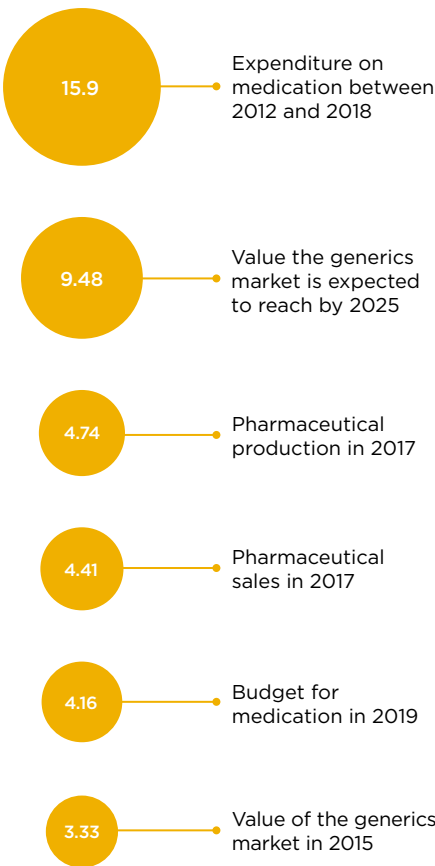 15.9
Expenditure on
medication between
2012 and 2018
9.48
Value the generics
market is expected
to reach by 2025
4.74
Pharmaceutical
production in 2017
4.41
Pharmaceutical
sales in 2017
4.16
Budget for
medication in 2019
3.33
Value of the generics
market in 2015